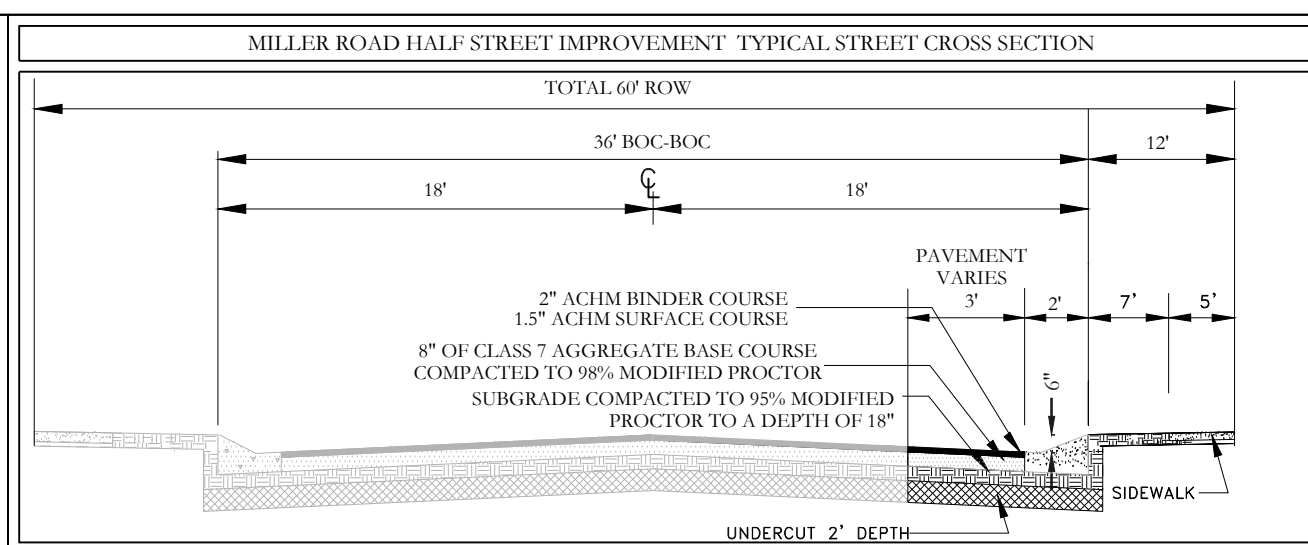 MILLER ROAD HALF STREET IMPROVEMENT TYPICAL STREET CROSS SECTION
TOTAL 60' ROW
36' BOC-BOC
12'
18'
℄
18'
PAVEMENT
VARIES
3'
2'
7'
5'
2" ACHM BINDER COURSE
1.5" ACHM SURFACE COURSE
8" OF CLASS 7 AGGREGATE BASE COURSE
COMPACTED TO 98% MODIFIED PROCTOR
SUBGRADE COMPACTED TO 95% MODIFIED
PROCTOR TO A DEPTH OF 18"
6"
SIDEWALK
UNDERCUT 2' DEPTH